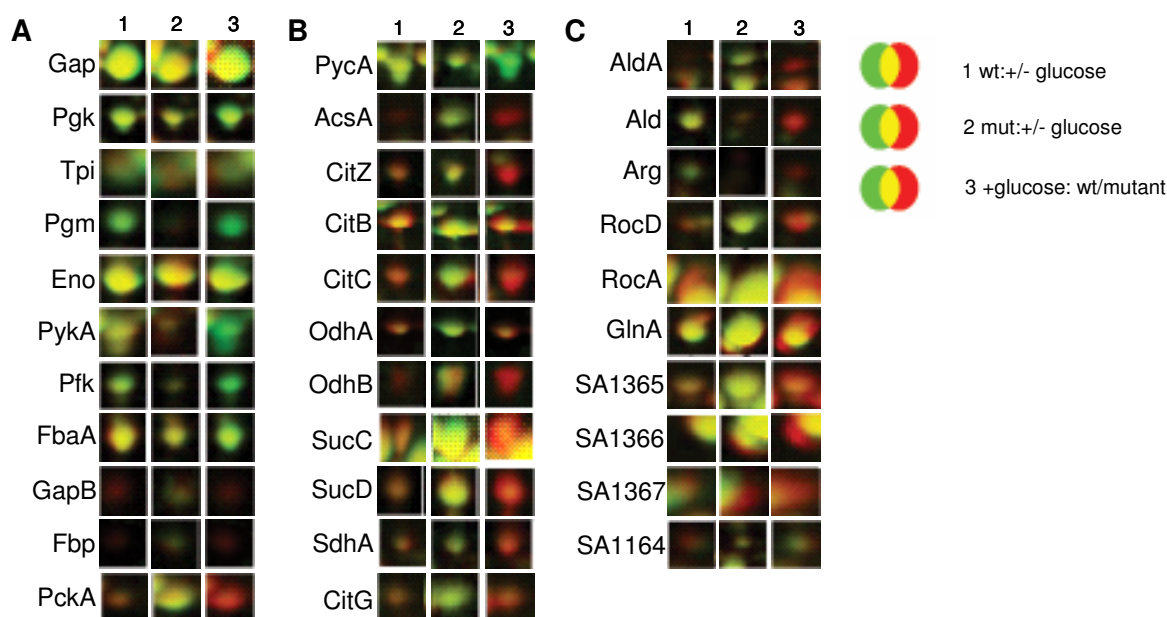 A
1 2 3
Gap
Pgk
Tpi
Pgm
Eno
PykA
Pfk
FbaA
GapB
Fbp
PckA
B
1 2 3
PycA
AcsA
CitZ
CitB
CitC
OdhA
OdhB
SucC
SucD
SdhA
CitG
C
1 2 3
AldA
Ald
Arg
RocD
RocA
GlnA
SA1365
SA1366
SA1367
SA1164
1 wt:+/- glucose
2 mut:+/- glucose
3 +glucose: wt/mutant